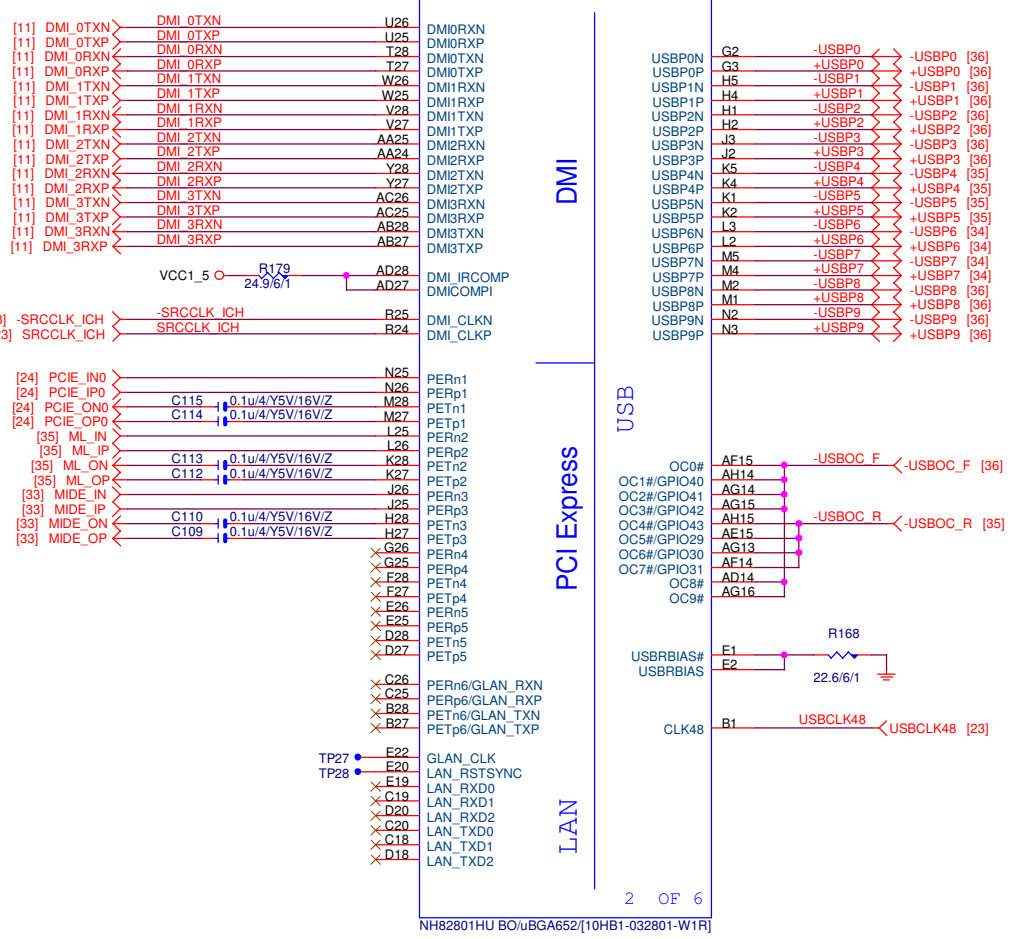 [11] DMI_0TXN DMI_0TXN U26 DMI0RXN
[11] DMI_0TXP DMI_0TXP U25 DMI0RXP
[11] DMI_0RXN DMI_0RXN T28 DMI0TXN
[11] DMI_0RXP DMI_0RXP T27 DMI0TXP
[11] DMI_1TXN DMI_1TXN W26 DMI1RXN
[11] DMI_1TXP DMI_1TXP W25 DMI1RXP
[11] DMI_1RXN DMI_1RXN V28 DMI1TXN
[11] DMI_1RXP DMI_1RXP V27 DMI1TXP
[11] DMI_2TXN DMI_2TXN AA25 DMI2RXN
[11] DMI_2TXP DMI_2TXP AA24 DMI2RXP
[11] DMI_2RXN DMI_2RXN Y28 DMI2TXN
[11] DMI_2RXP DMI_2RXP Y27 DMI2TXP
[11] DMI_3TXN DMI_3TXN AC26 DMI3RXN
[11] DMI_3TXP DMI_3TXP AC25 DMI3RXP
[11] DMI_3RXN DMI_3RXN AB28 DMI3TXN
[11] DMI_3RXP DMI_3RXP AB27 DMI3TXP
VCC1_5 R179 24.9/6/1 AD28 DMI_IRCOMP
AD27 DMICOMPI
-SRCCLK_ICH -SRCCLK_ICH R25 DMI_CLKN
3] SRCCLK_ICH SRCCLK_ICH R24 DMI_CLKP
[24] PCIE_IN0 N25 PERn1
[24] PCIE_IP0 N26 PERp1
[24] PCIE_ON0 C115 0.1u/4/Y5V/16V/Z M28 PETn1
[24] PCIE_OP0 C114 0.1u/4/Y5V/16V/Z M27 PETp1
[35] ML_IN L25 PERn2
[35] ML_IP L26 PERp2
[35] ML_ON C113 0.1u/4/Y5V/16V/Z K28 PETn2
[35] ML_OP C112 0.1u/4/Y5V/16V/Z K27 PETp2
[33] MIDE_IN J26 PERn3
[33] MIDE_IP J25 PERp3
[33] MIDE_ON C110 0.1u/4/Y5V/16V/Z H28 PETn3
[33] MIDE_OP C109 0.1u/4/Y5V/16V/Z H27 PETp3
G26 PERn4
G25 PERp4
F28 PETn4
F27 PETp4
E26 PERn5
E25 PERp5
D28 PETn5
D27 PETp5
C26 PERn6/GLAN_RXN
C25 PERp6/GLAN_RXP
B28 PETn6/GLAN_TXN
B27 PETp6/GLAN_TXP
TP27 E22 GLAN_CLK
TP28 E20 LAN_RSTSYNC
E19 LAN_RXD0
C19 LAN_RXD1
D20 LAN_RXD2
C20 LAN_TXD0
C18 LAN_TXD1
D18 LAN_TXD2
DMI
PCI Express
LAN
USB
USBP0N G2 -USBP0 -USBP0 [36]
USBP0P G3 +USBP0 +USBP0 [36]
USBP1N H5 -USBP1 -USBP1 [36]
USBP1P H4 +USBP1 +USBP1 [36]
USBP2N H1 -USBP2 -USBP2 [36]
USBP2P H2 +USBP2 +USBP2 [36]
USBP3N J3 -USBP3 -USBP3 [36]
USBP3P J2 +USBP3 +USBP3 [36]
USBP4N K5 -USBP4 -USBP4 [35]
USBP4P K4 +USBP4 +USBP4 [35]
USBP5N K1 -USBP5 -USBP5 [35]
USBP5P K2 +USBP5 +USBP5 [35]
USBP6N L3 -USBP6 -USBP6 [34]
USBP6P L2 +USBP6 +USBP6 [34]
USBP7N M5 -USBP7 -USBP7 [34]
USBP7P M4 +USBP7 +USBP7 [34]
USBP8N M2 -USBP8 -USBP8 [36]
USBP8P M1 +USBP8 +USBP8 [36]
USBP9N N2 -USBP9 -USBP9 [36]
USBP9P N3 +USBP9 +USBP9 [36]
OC0# AF15 -USBOC_F -USBOC_F [36]
OC1#/GPIO40 AH14
OC2#/GPIO41 AG14
OC3#/GPIO42 AG15
OC4#/GPIO43 AH15 -USBOC_R -USBOC_R [35]
OC5#/GPIO29 AE15
OC6#/GPIO30 AG13
OC7#/GPIO31 AF14
OC8# AD14
OC9# AG16
USBRBIAS# E1 R168
USBRBIAS E2 22.6/6/1
CLK48 B1 USBCLK48 USBCLK48 [23]
2 OF 6
NH82801HU BO/uBGA652/[10HB1-032801-W1R]